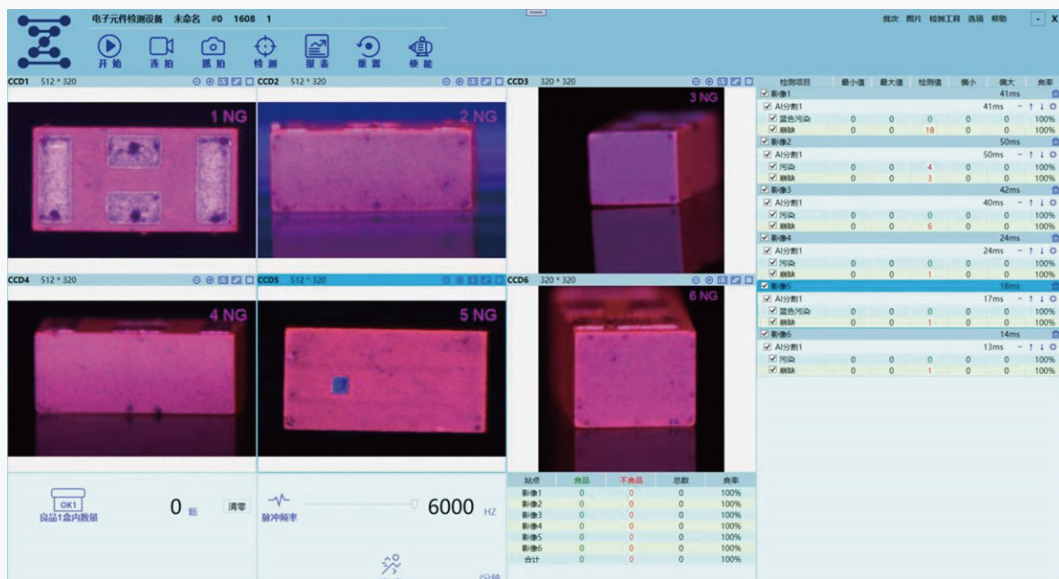 电子元件检测设备 未命名 #0 1608 1
批次 图片 检测工具 选项 帮助 X
开始 连拍 抓拍 检测 报表 重置 使能
CCD1 512 * 320
1 NG
CCD2 512 * 320
2 NG
CCD3 320 * 320
3 NG
CCD4 512 * 320
4 NG
CCD5 512 * 320
5 NG
CCD6 320 * 320
6 NG
检测项目 最小值 最大值 检测值 偏小 偏大 良率
影像1 41ms
AI分割1 41ms
蓝色污染 0 0 0 0 0 100%
崩缺 0 0 18 0 0 100%
影像2 50ms
AI分割1 50ms
污染 0 0 4 0 0 100%
崩缺 0 0 3 0 0 100%
影像3 42ms
AI分割1 40ms
污染 0 0 0 0 0 100%
崩缺 0 0 6 0 0 100%
影像4 24ms
AI分割1 24ms
污染 0 0 0 0 0 100%
崩缺 0 0 1 0 0 100%
影像5 18ms
AI分割1 17ms
蓝色污染 0 0 0 0 0 100%
崩缺 0 0 1 0 0 100%
影像6 14ms
AI分割1 13ms
污染 0 0 0 0 0 100%
崩缺 0 0 1 0 0 100%
OK1
良品1盒内数量
0 颗 清零
脉冲频率
6000 HZ
/分钟
站点 良品 不良品 总数 良率
影像1 0 0 0 100%
影像2 0 0 0 100%
影像3 0 0 0 100%
影像4 0 0 0 100%
影像5 0 0 0 100%
影像6 0 0 0 100%
合计 0 0 0 100%